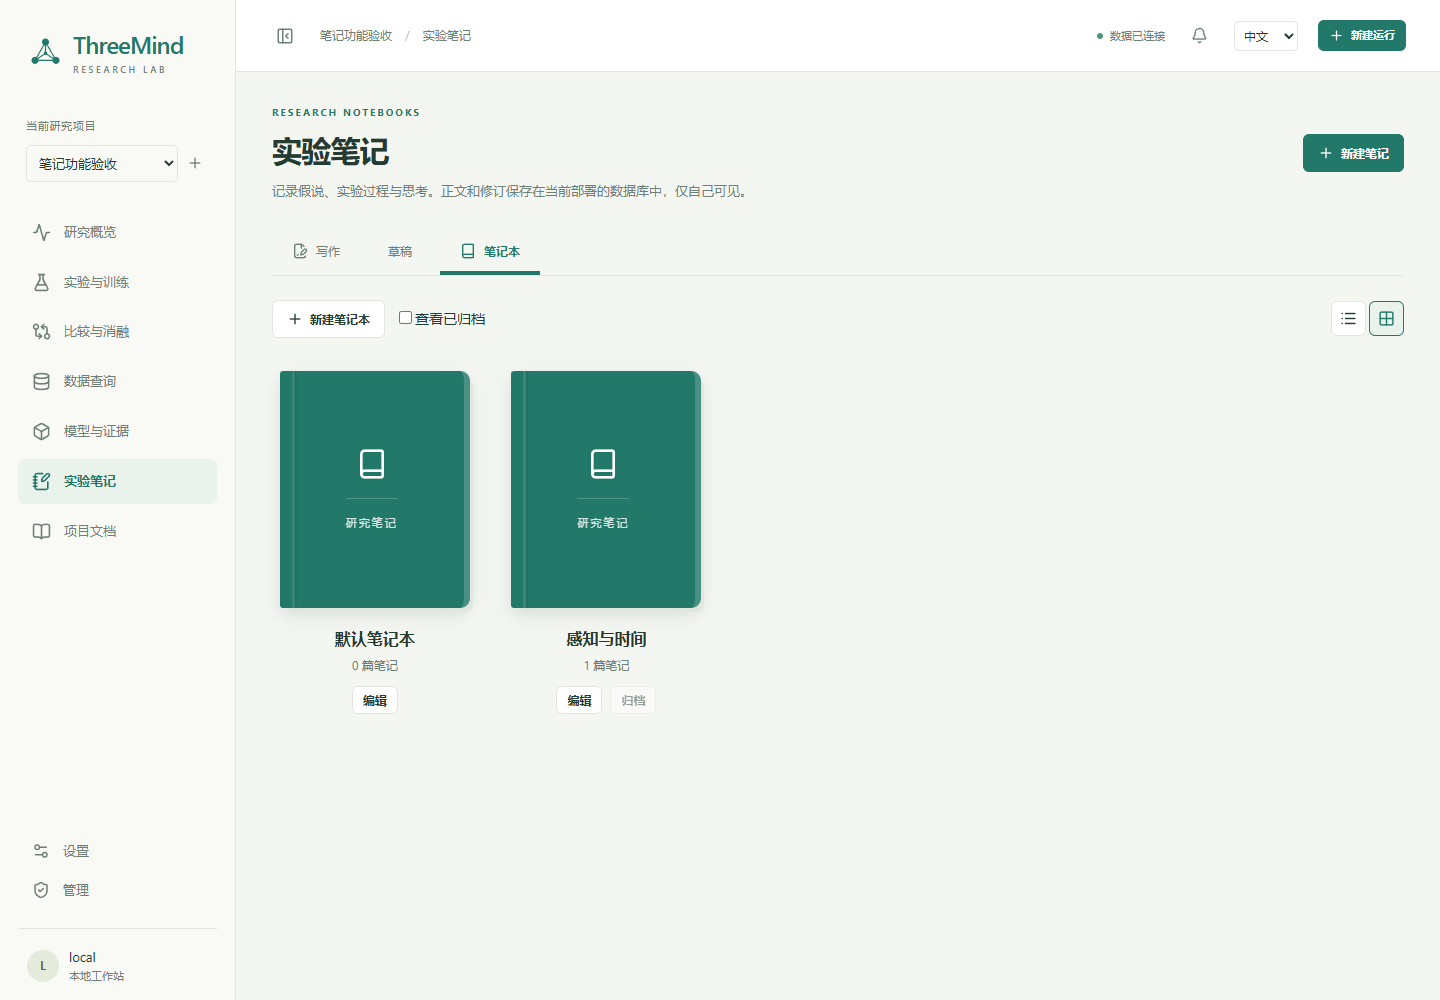 ThreeMind
RESEARCH LAB
当前研究项目
笔记功能验收
研究概览
实验与训练
比较与消融
数据查询
模型与证据
实验笔记
项目文档
设置
管理
L
local
本地工作站
笔记功能验收 / 实验笔记
数据已连接
中文
新建运行
RESEARCH NOTEBOOKS
实验笔记
新建笔记
记录假说、实验过程与思考。正文和修订保存在当前部署的数据库中，仅自己可见。
写作
草稿
笔记本
新建笔记本
查看已归档
研究笔记
默认笔记本
0 篇笔记
编辑
研究笔记
感知与时间
1 篇笔记
编辑
归档